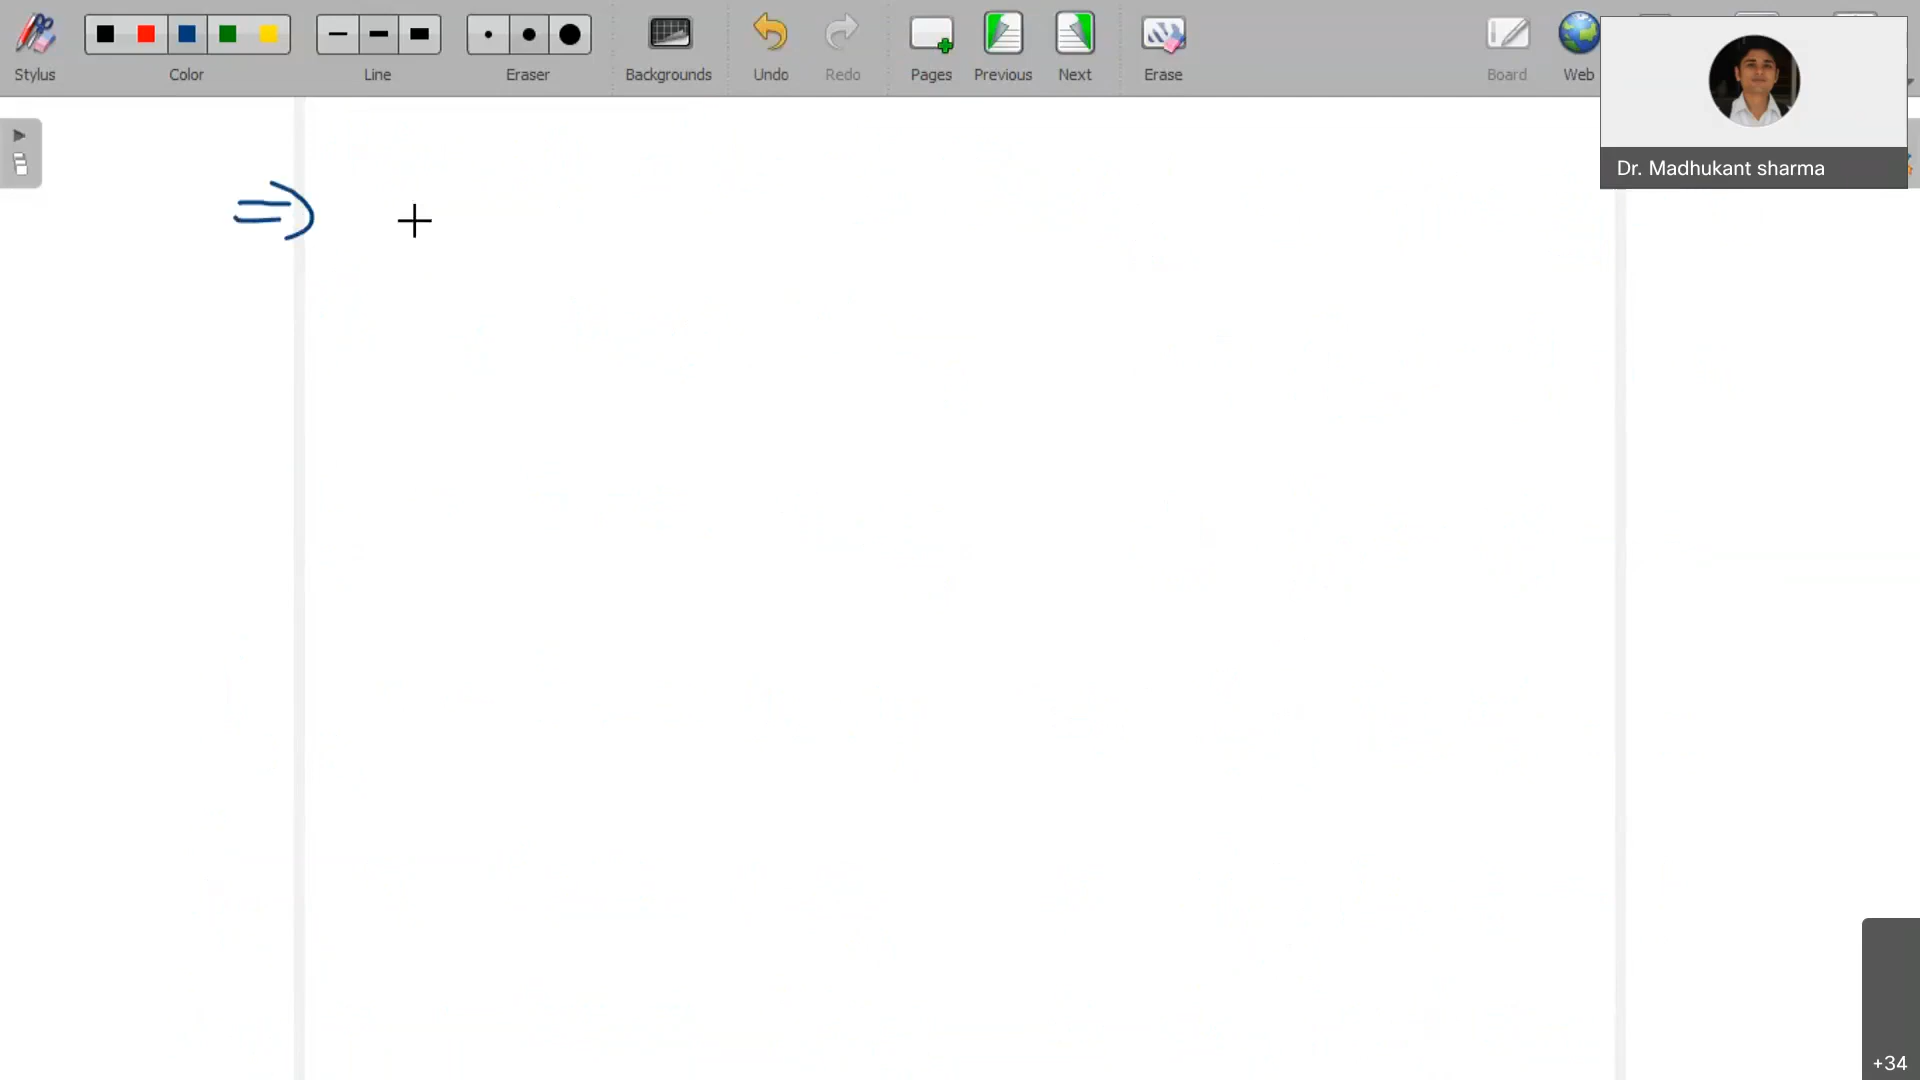 Stylus Color Line Eraser Backgrounds Undo Redo Pages Previous Next Erase Board Web
Dr. Madhukant sharma
⇒
+34